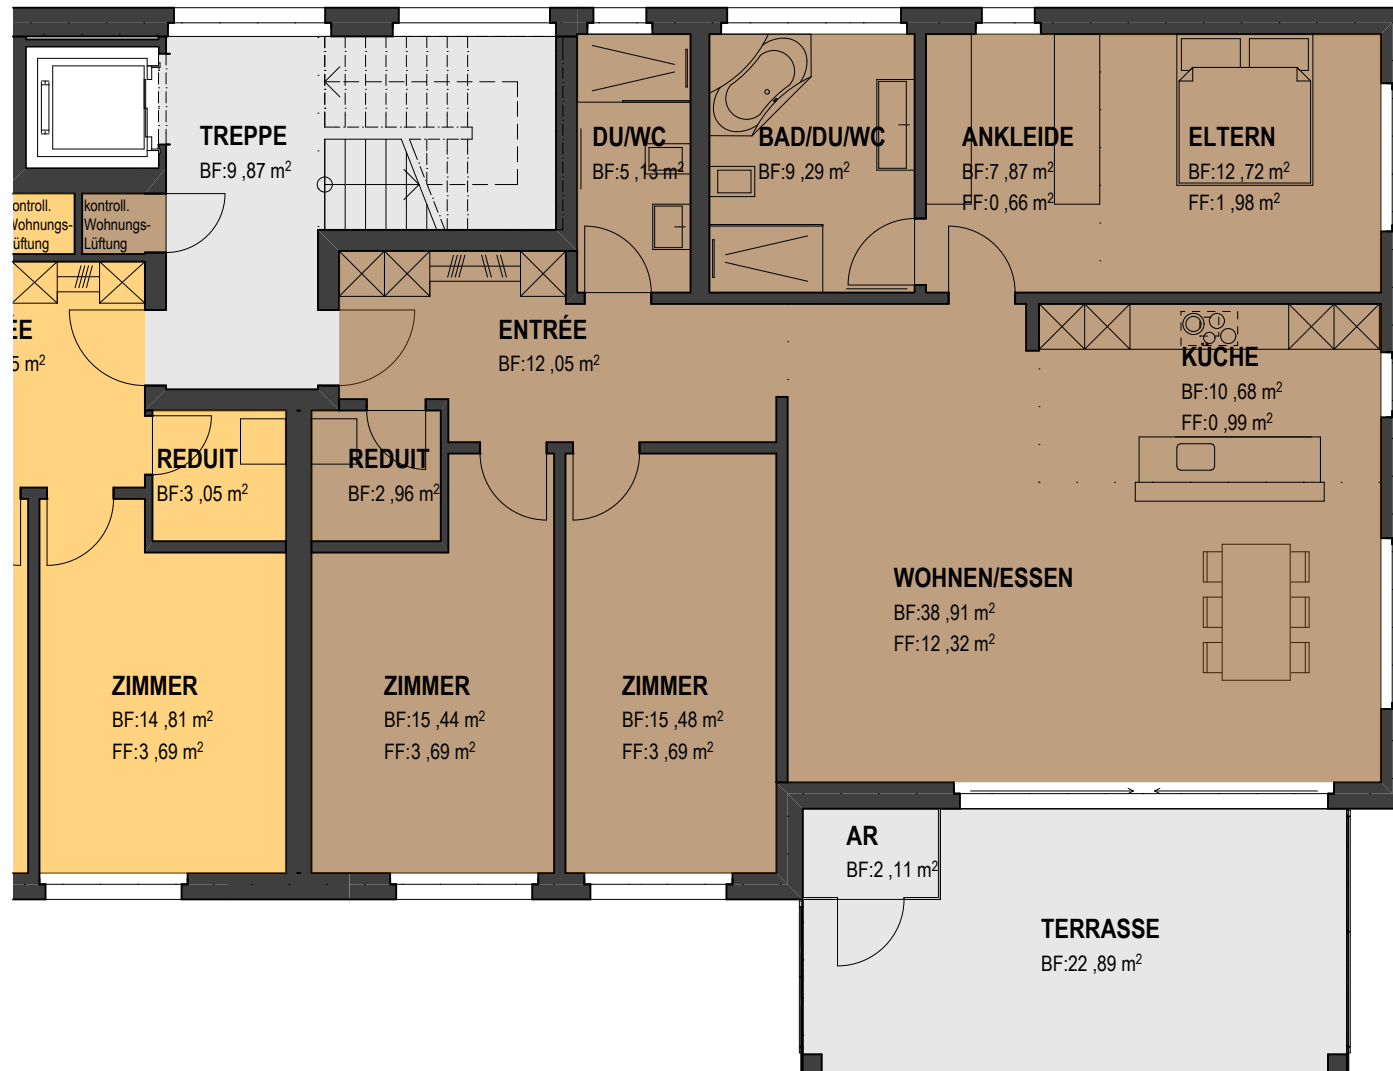 TREPPE
BF:9 ,87 m²
DU/WC
BF:5 ,13 m²
BAD/DU/WC
BF:9 ,29 m²
ANKLEIDE
BF:7 ,87 m²
FF:0 ,66 m²
ELTERN
BF:12 ,72 m²
FF:1 ,98 m²
ontroll.
Wohnungs-
üftung
kontroll.
Wohnungs-
Lüftung
ÉE
5 m²
ENTRÉE
BF:12 ,05 m²
KÜCHE
BF:10 ,68 m²
FF:0 ,99 m²
REDUIT
BF:3 ,05 m²
REDUIT
BF:2 ,96 m²
WOHNEN/ESSEN
BF:38 ,91 m²
FF:12 ,32 m²
ZIMMER
BF:14 ,81 m²
FF:3 ,69 m²
ZIMMER
BF:15 ,44 m²
FF:3 ,69 m²
ZIMMER
BF:15 ,48 m²
FF:3 ,69 m²
AR
BF:2 ,11 m²
TERRASSE
BF:22 ,89 m²